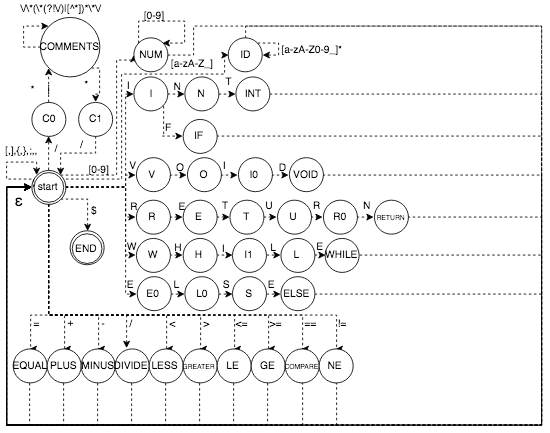 \/\*(\*(?!\/)|[^*])*\*\/
[0-9]
COMMENTS
NUM
ID
[a-zA-Z0-9_]*
[a-zA-Z_]
* *
I I N N T INT
C0 C1
F IF
/ /
[,],{,},;,,
[0-9]
V V O O I I0 D VOID
start
ε
$
R R E E T T U U R R0 N RETURN
END
W W H H I I1 L L E WHILE
E E0 L L0 S S E ELSE
= + - / < > <= >= == !=
EQUAL PLUS MINUS DIVIDE LESS GREATER LE GE COMPARE NE